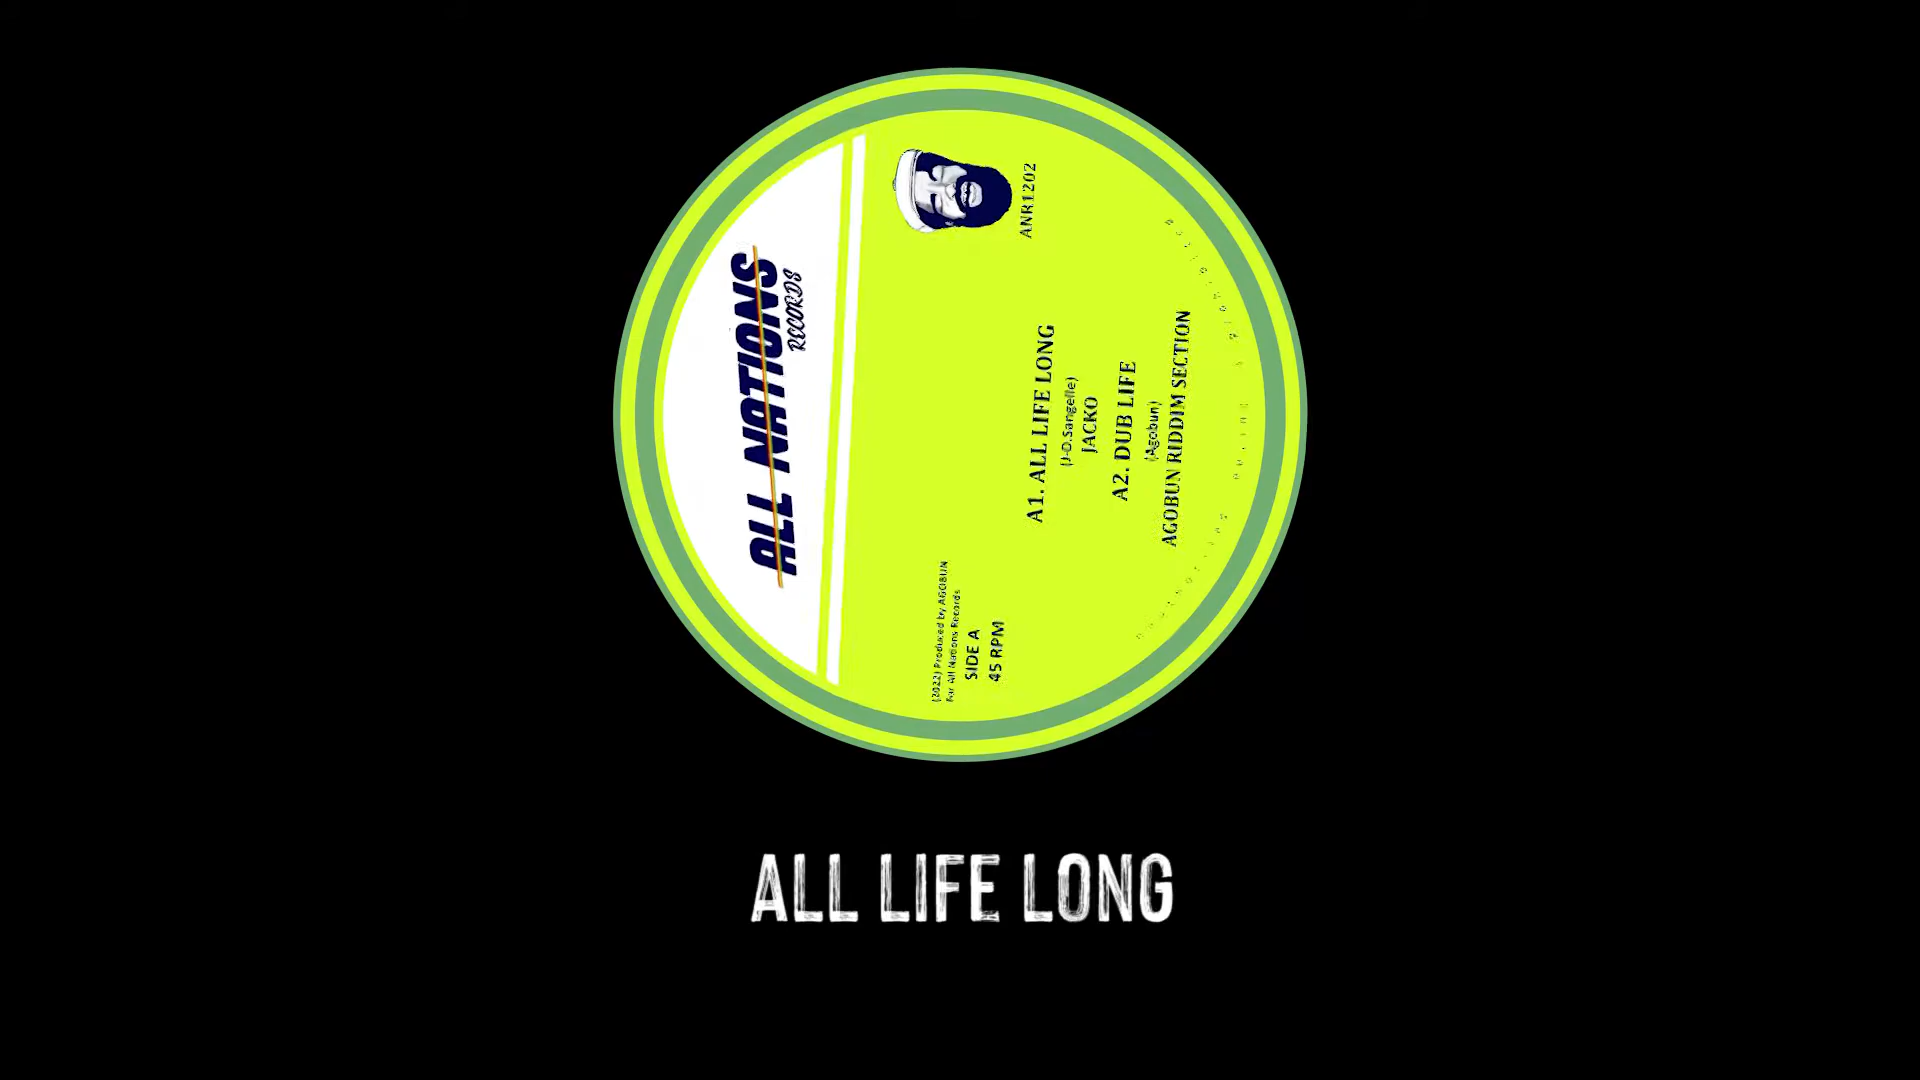 ALL NATIONS
RECORDS
ANR1202
A1. ALL LIFE LONG
(J-D.Sangelle)
JACKO
A2. DUB LIFE
(Agobun)
AGOBUN RIDDIM SECTION
(2022) Produced by AGOBUN
For All Nations Records
SIDE A
45 RPM
ALL LIFE LONG